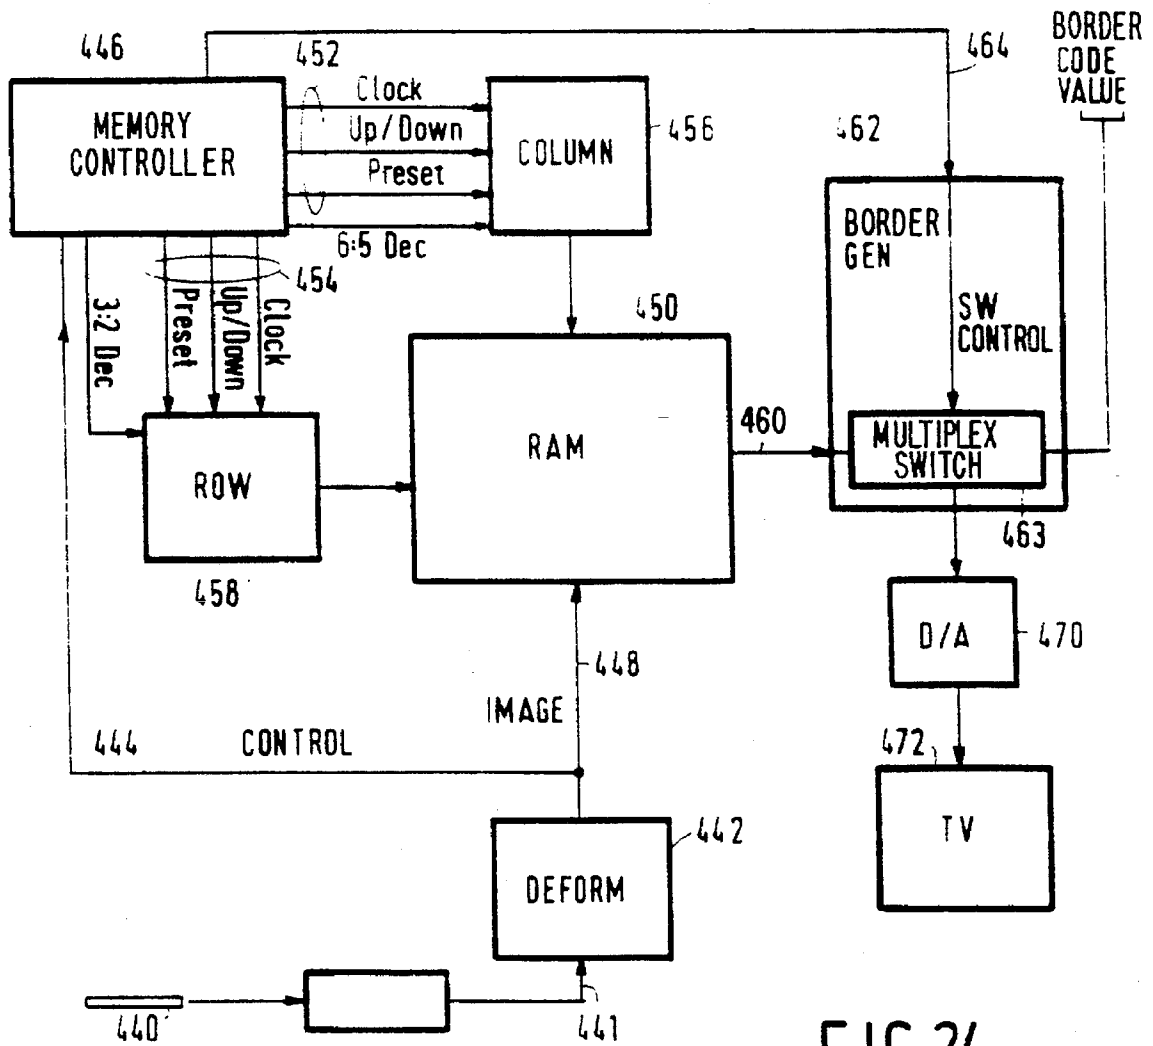 446
452
464
BORDER
CODE
VALUE
MEMORY
CONTROLLER
Clock
Up/Down
Preset
6:5 Dec
COLUMN
456
462
BORDER
GEN
SW
CONTROL
454
3:2 Dec
Preset
Up/Down
Clock
450
RAM
460
MULTIPLEX
SWITCH
463
ROW
458
448
IMAGE
444
CONTROL
D/A
470
472
TV
442
DEFORM
440
441